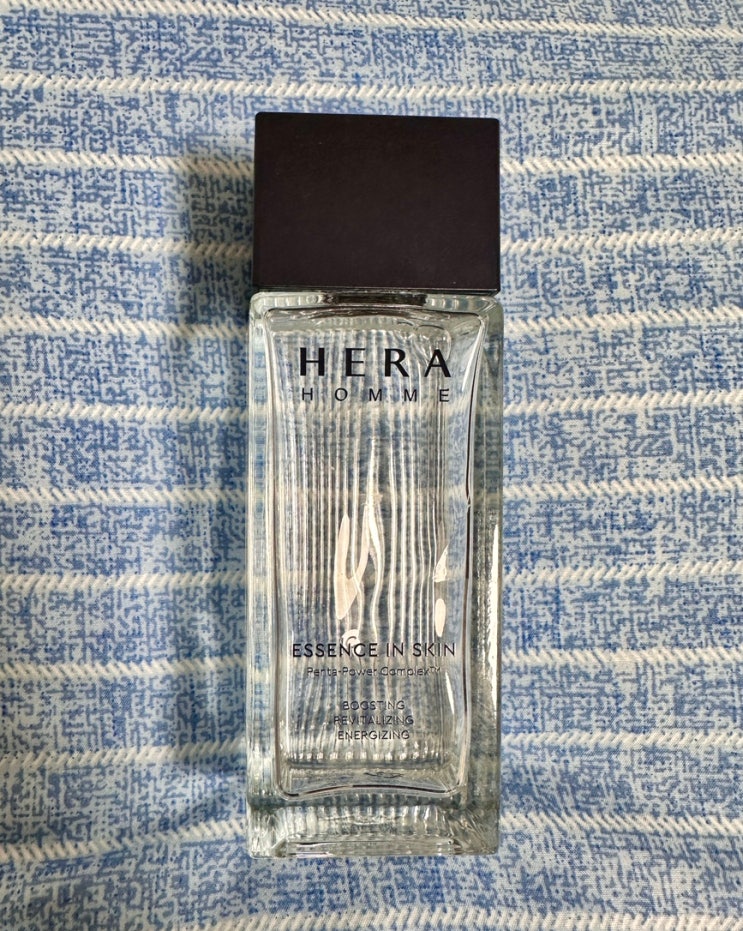 HERA
HOMME
ESSENCE IN SKIN
Penta-Power Complex™
BOOSTING
REVITALIZING
ENERGIZING